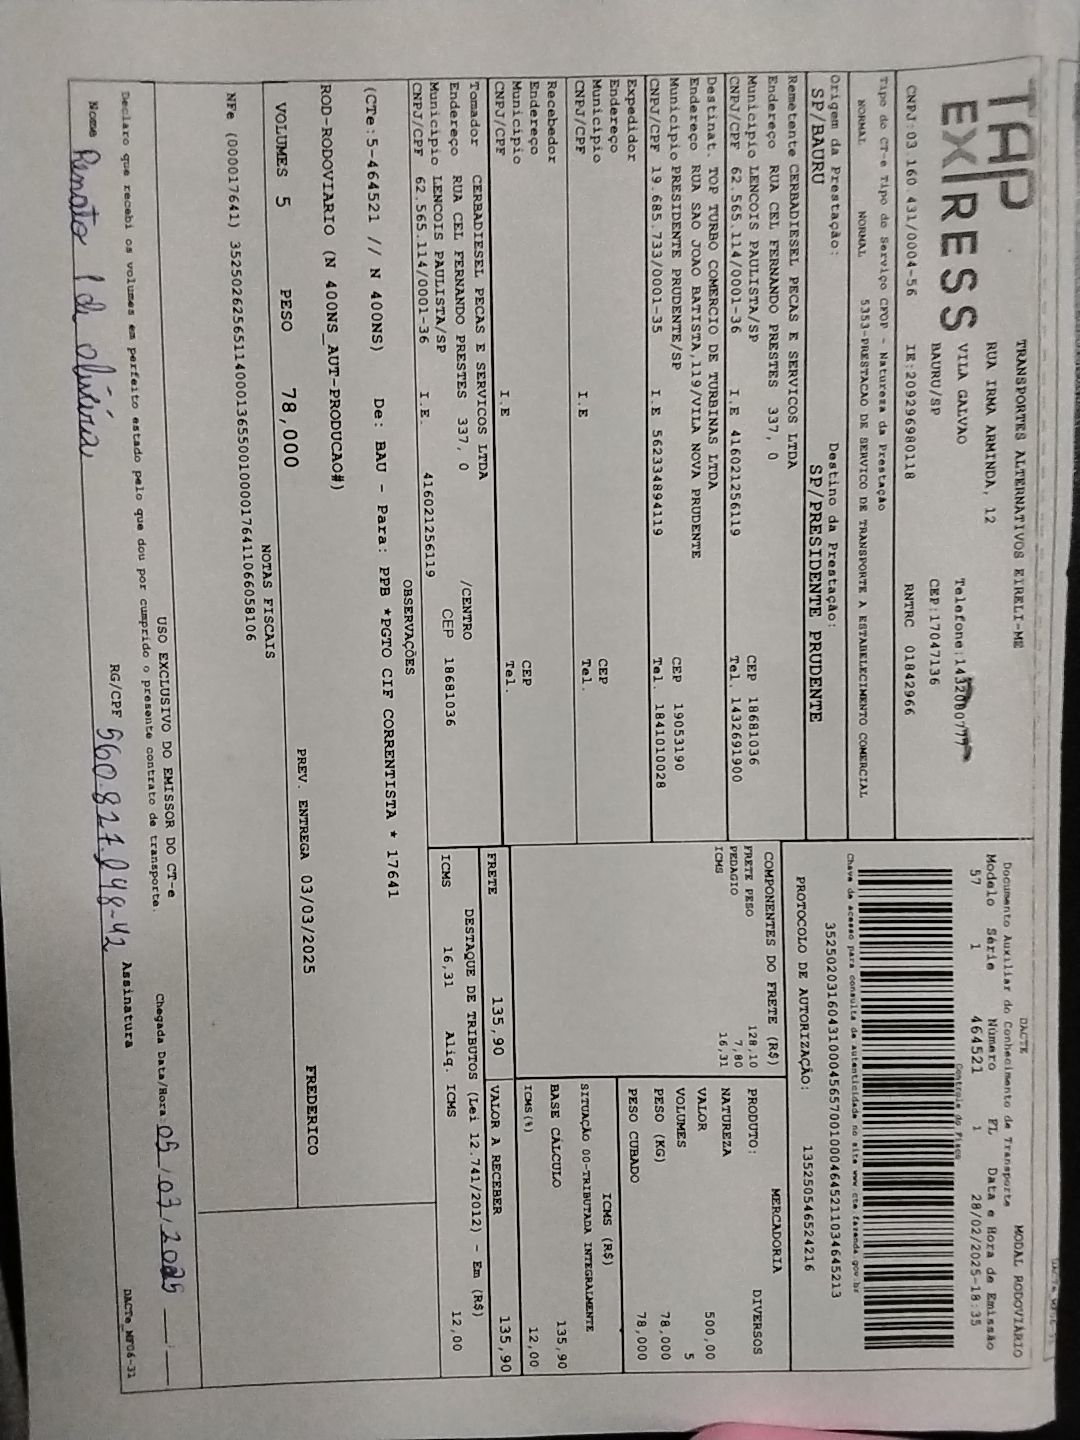 TAP
EXPRESS
TRANSPORTES ALTERNATIVOS EIRELI-ME
RUA IRMA ARMINDA, 12
VILA GALVAO
BAURU/SP
CEP:17047136
CNPJ:03 160 431/0004-56 IE:209296980118 RNTRC 01842966
Tipo do CT-e Tipo do Serviço CFOP - Natureza da Prestação
NORMAL NORMAL 5353-PRESTACAO DE SERVICO DE TRANSPORTE A ESTABELECIMENTO COMERCIAL
Origem da Prestação: Destino da Prestação:
SP/BAURU SP/PRESIDENTE PRUDENTE
Remetente CERBADIESEL PECAS E SERVICOS LTDA
Endereço RUA CEL FERNANDO PRESTES 337, 0
Município LENCOIS PAULISTA/SP CEP 18681036
CNPJ/CPF 62.565.114/0001-36 I.E 416021256119 Tel. 1432691900
Destinat. TOP TURBO COMERCIO DE TURBINAS LTDA
Endereço RUA SAO JOAO BATISTA,119/VILA NOVA PRUDENTE
Município PRESIDENTE PRUDENTE/SP CEP 19053190
CNPJ/CPF 19.685.733/0001-35 I.E 562334894119 Tel. 1841010028
Expedidor
Endereço
Município CEP
CNPJ/CPF I.E Tel.
Recebedor
Endereço
Município CEP
CNPJ/CPF I.E Tel.
Tomador CERBADIESEL PECAS E SERVICOS LTDA
Endereço RUA CEL FERNANDO PRESTES 337, 0 /CENTRO
Município LENCOIS PAULISTA/SP CEP 18681036
CNPJ/CPF 62.565.114/0001-36 I.E. 416021256119
DACTE MODAL RODOVIÁRIO
Documento Auxiliar do Conhecimento de Transporte
Modelo Série Número FL Data e Hora de Emissão
57 1 464521 1 28/02/2025-18:35
Controle do Fisco
Chave de acesso para consulta de autenticidade no site www.cte.fazenda.gov.br
35250203160431000456570010004645211034645213
PROTOCOLO DE AUTORIZAÇÃO: 135250546524216
COMPONENTES DO FRETE (R$)
FRETE PESO 128,10
PEDAGIO 7,80
ICMS 16,31
MERCADORIA
PRODUTO: DIVERSOS
NATUREZA
VALOR 500,00
VOLUMES 5
PESO (KG) 78,000
PESO CUBADO 78,000
ICMS (R$)
SITUAÇÃO 00-TRIBUTADA INTEGRALMENTE
BASE CÁLCULO 135,90
ICMS(%) 12,00
FRETE 135,90 VALOR A RECEBER 135,90
DESTAQUE DE TRIBUTOS (Lei 12.741/2012) - Em (R$)
ICMS 16,31 Aliq. ICMS 12,00
OBSERVAÇÕES
(CTe:5-464521 // N 400NS) De: BAU - Para: PPB *PGTO CIF CORRENTISTA * 17641
ROD-RODOVIARIO (N 400NS_AUT-PRODUCAO#)
VOLUMES 5 PESO 78,000 PREV. ENTREGA 03/03/2025 FREDERICO
NOTAS FISCAIS
NFe (000017641) 35250262565114000136550010000176411066058106
USO EXCLUSIVO DO EMISSOR DO CT-e
Declaro que recebi os volumes em perfeito estado pelo que dou por cumprido o presente contrato de transporte. Chegada Data/Hora: 05/03/2025
Nome Renato RG/CPF Assinatura
DACTe_MF06-31